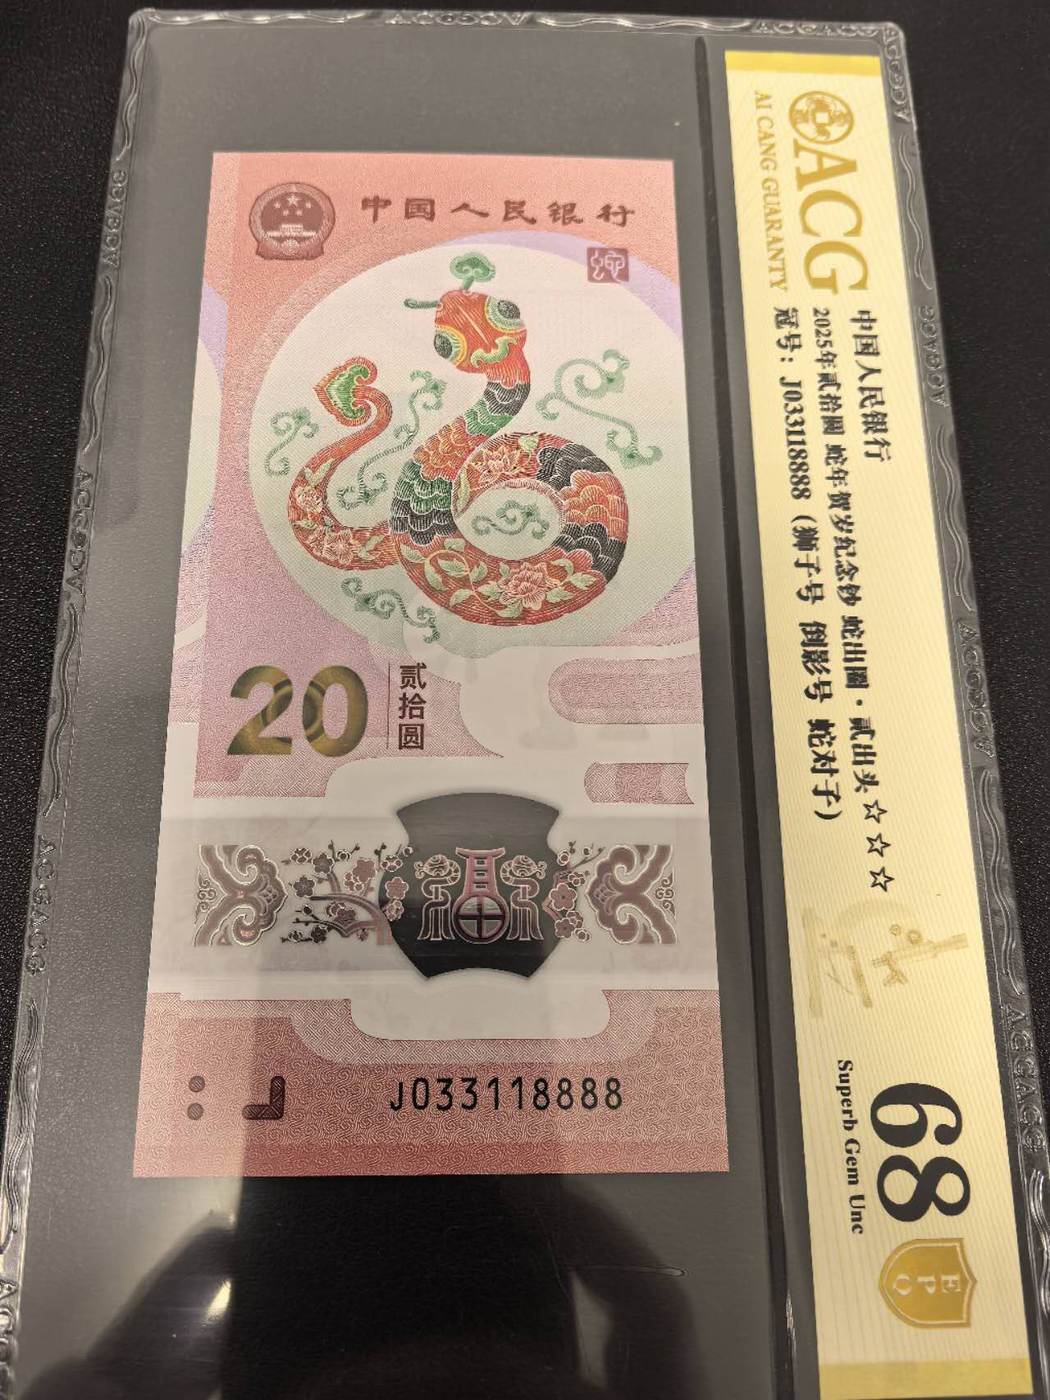 中国人民银行
20
贰拾圆
J033118888
ACG
AI CANG GUARANTY
中国人民银行
2025年贰拾圆 蛇年贺岁纪念钞 蛇出圈·贰出头☆☆☆
冠号：J033118888（狮子号 倒影号 蛇对子）
68
Superb Gem Unc
EPQ